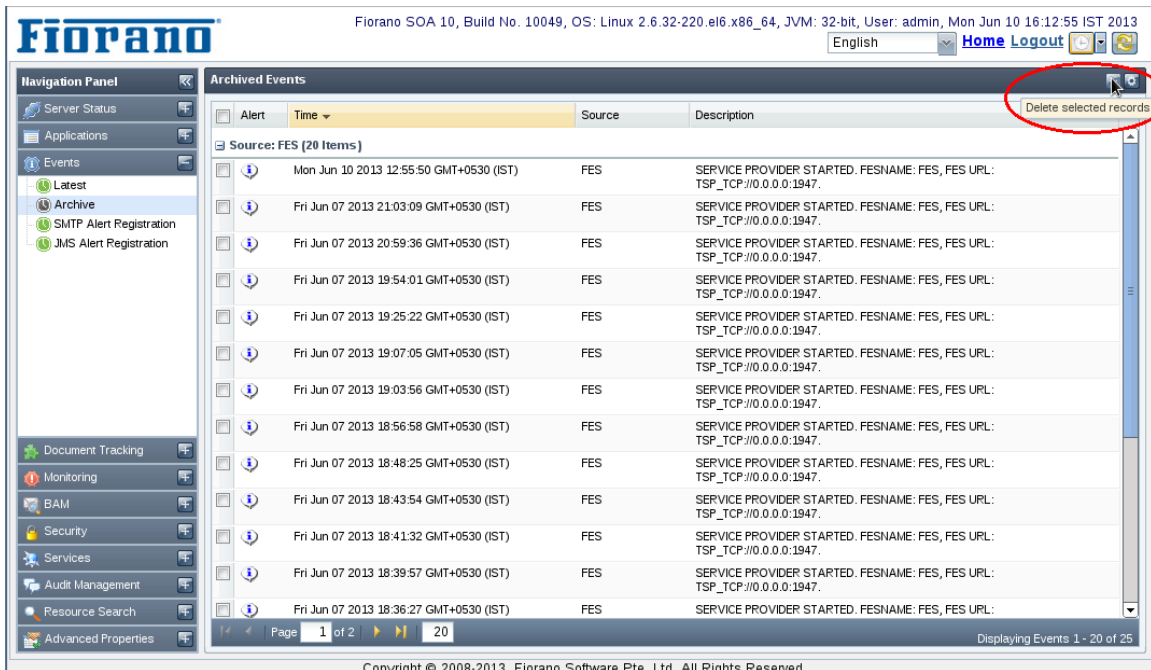 Fiorano
Fiorano SOA 10, Build No. 10049, OS: Linux 2.6.32-220.el6.x86_64, JVM: 32-bit, User: admin, Mon Jun 10 16:12:55 IST 2013
English Home Logout
Navigation Panel
Server Status
Applications
Events
Latest
Archive
SMTP Alert Registration
JMS Alert Registration
Document Tracking
Monitoring
BAM
Security
Services
Audit Management
Resource Search
Advanced Properties
Archived Events
Delete selected records
Alert Time Source Description
Source: FES (20 Items)
Mon Jun 10 2013 12:55:50 GMT+0530 (IST) FES SERVICE PROVIDER STARTED. FESNAME: FES, FES URL:
TSP_TCP://0.0.0.0:1947.
Fri Jun 07 2013 21:03:09 GMT+0530 (IST) FES SERVICE PROVIDER STARTED. FESNAME: FES, FES URL:
TSP_TCP://0.0.0.0:1947.
Fri Jun 07 2013 20:59:36 GMT+0530 (IST) FES SERVICE PROVIDER STARTED. FESNAME: FES, FES URL:
TSP_TCP://0.0.0.0:1947.
Fri Jun 07 2013 19:54:01 GMT+0530 (IST) FES SERVICE PROVIDER STARTED. FESNAME: FES, FES URL:
TSP_TCP://0.0.0.0:1947.
Fri Jun 07 2013 19:25:22 GMT+0530 (IST) FES SERVICE PROVIDER STARTED. FESNAME: FES, FES URL:
TSP_TCP://0.0.0.0:1947.
Fri Jun 07 2013 19:07:05 GMT+0530 (IST) FES SERVICE PROVIDER STARTED. FESNAME: FES, FES URL:
TSP_TCP://0.0.0.0:1947.
Fri Jun 07 2013 19:03:56 GMT+0530 (IST) FES SERVICE PROVIDER STARTED. FESNAME: FES, FES URL:
TSP_TCP://0.0.0.0:1947.
Fri Jun 07 2013 18:56:58 GMT+0530 (IST) FES SERVICE PROVIDER STARTED. FESNAME: FES, FES URL:
TSP_TCP://0.0.0.0:1947.
Fri Jun 07 2013 18:48:25 GMT+0530 (IST) FES SERVICE PROVIDER STARTED. FESNAME: FES, FES URL:
TSP_TCP://0.0.0.0:1947.
Fri Jun 07 2013 18:43:54 GMT+0530 (IST) FES SERVICE PROVIDER STARTED. FESNAME: FES, FES URL:
TSP_TCP://0.0.0.0:1947.
Fri Jun 07 2013 18:41:32 GMT+0530 (IST) FES SERVICE PROVIDER STARTED. FESNAME: FES, FES URL:
TSP_TCP://0.0.0.0:1947.
Fri Jun 07 2013 18:39:57 GMT+0530 (IST) FES SERVICE PROVIDER STARTED. FESNAME: FES, FES URL:
TSP_TCP://0.0.0.0:1947.
Fri Jun 07 2013 18:36:27 GMT+0530 (IST) FES SERVICE PROVIDER STARTED. FESNAME: FES, FES URL:
Page 1 of 2 20 Displaying Events 1 - 20 of 25
Copyright © 2008-2013, Fiorano Software Pte. Ltd. All Rights Reserved